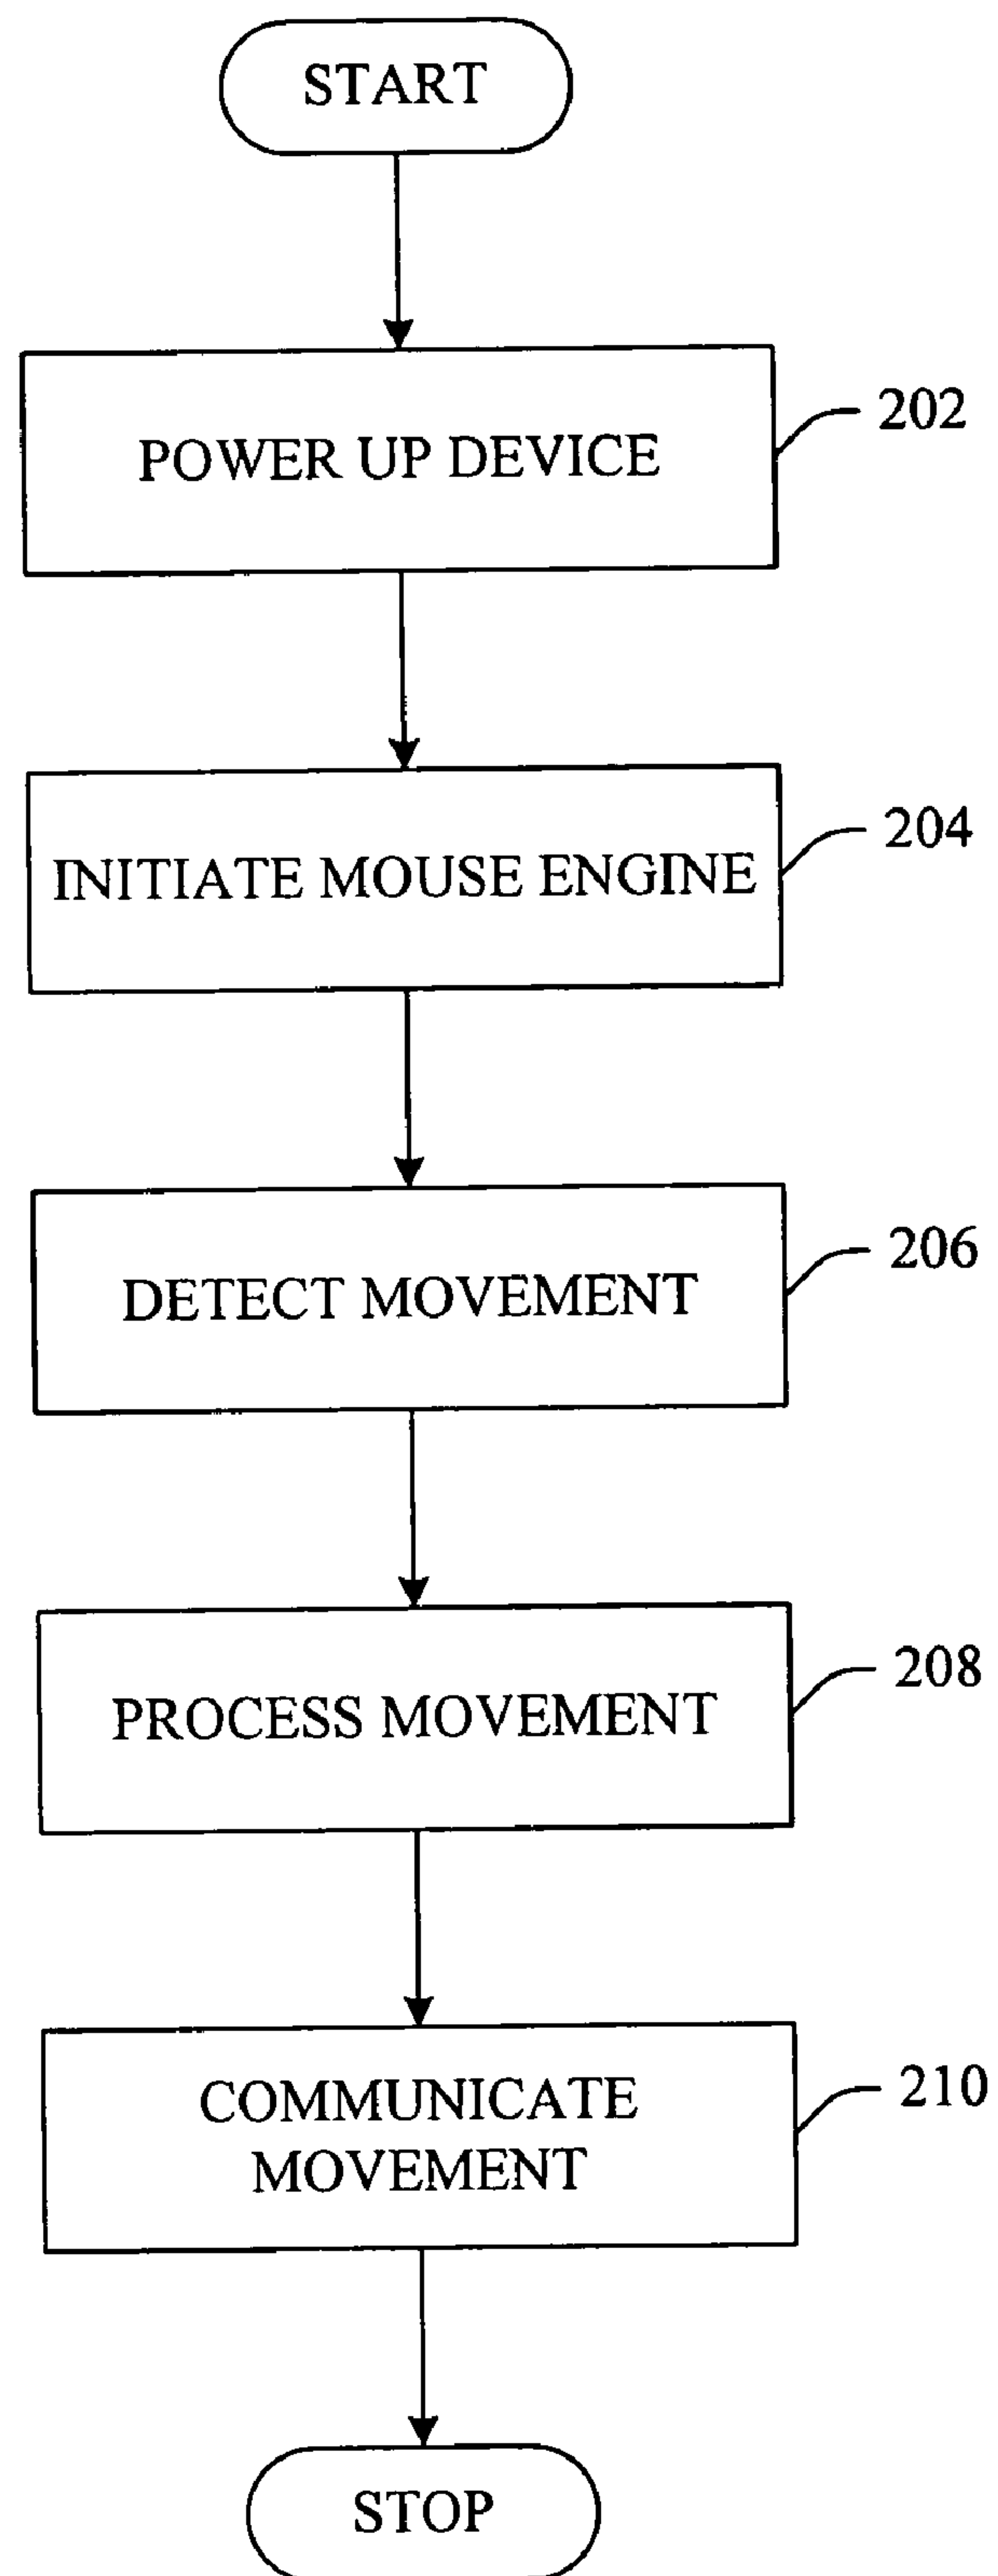 START
POWER UP DEVICE
202
INITIATE MOUSE ENGINE
204
DETECT MOVEMENT
206
PROCESS MOVEMENT
208
COMMUNICATE
MOVEMENT
210
STOP